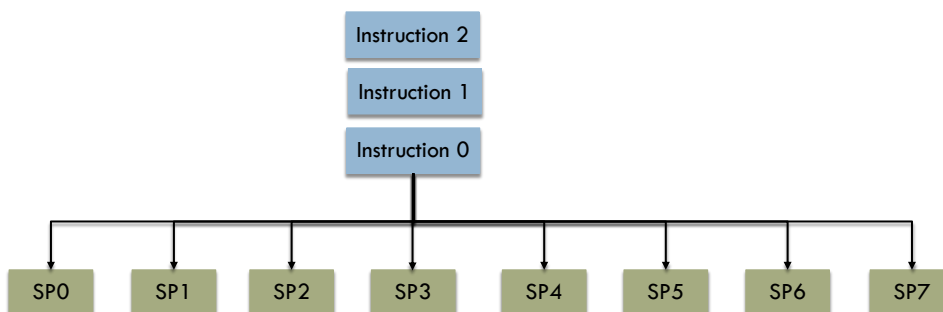 Instruction 2
Instruction 1
Instruction 0
SP0 SP1 SP2 SP3 SP4 SP5 SP6 SP7